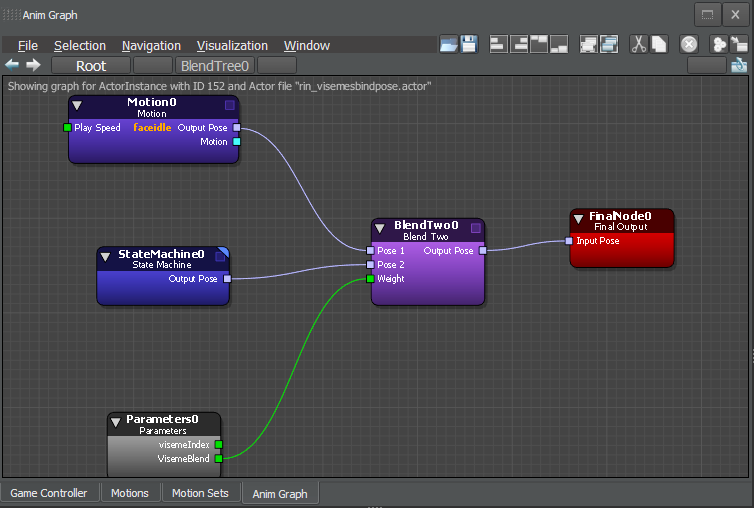 Anim Graph
File Selection Navigation Visualization Window
Root BlendTree0
Showing graph for ActorInstance with ID 152 and Actor file "rin_visemesbindpose.actor"
Motion0
Motion
Play Speed faceidle Output Pose
Motion
BlendTwo0
Blend Two
Pose 1 Output Pose
Pose 2
Weight
FinalNode0
Final Output
Input Pose
StateMachine0
State Machine
Output Pose
Parameters0
Parameters
visemeIndex
VisemeBlend
Game Controller Motions Motion Sets Anim Graph